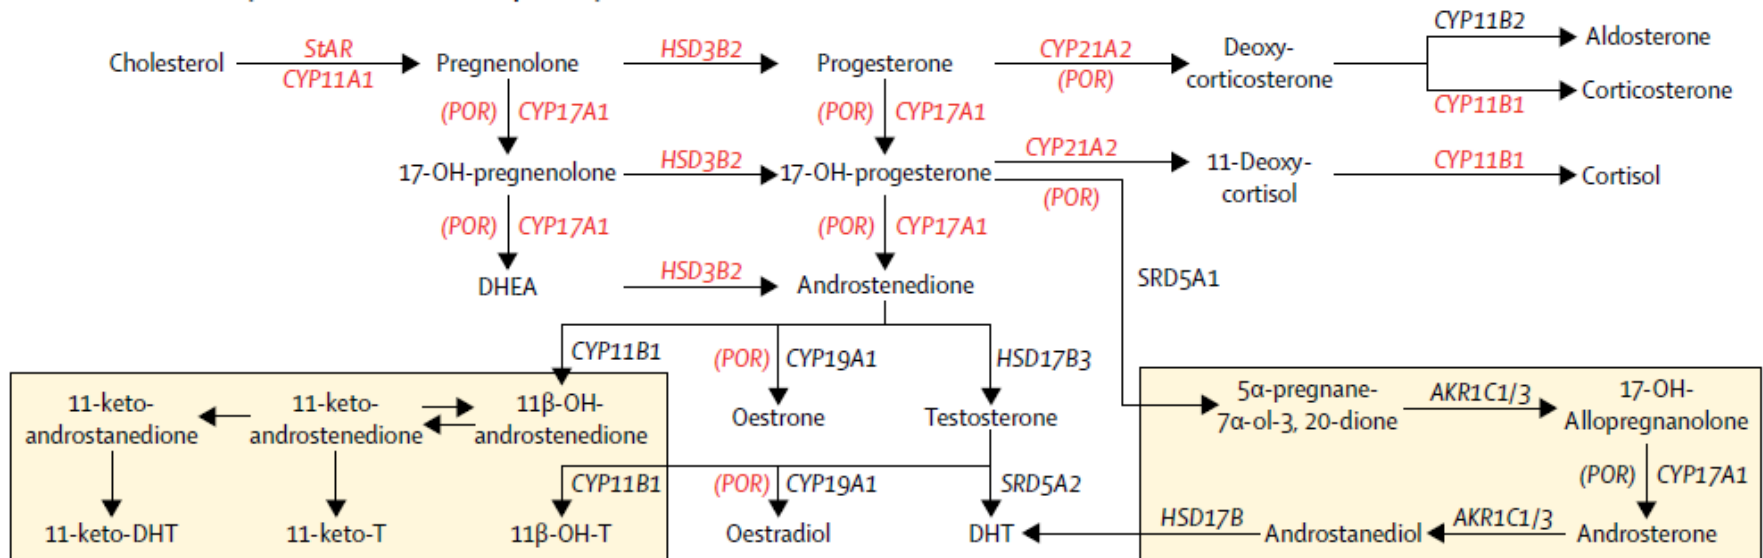 StAR
HSD3B2
CYP21A2
CYP11B2
Cholesterol
Pregnenolone
Progesterone
Deoxy-
corticosterone
Aldosterone
CYP11A1
(POR)
Corticosterone
CYP11B1
(POR) CYP17A1
(POR) CYP17A1
17-OH-pregnenolone
HSD3B2
17-OH-progesterone
CYP21A2
(POR)
11-Deoxy-
cortisol
CYP11B1
Cortisol
(POR) CYP17A1
(POR) CYP17A1
DHEA
HSD3B2
Androstenedione
SRD5A1
CYP11B1
(POR) CYP19A1
HSD17B3
11-keto-
androstanedione
11-keto-
androstenedione
11β-OH-
androstenedione
Oestrone
Testosterone
5α-pregnane-
7α-ol-3, 20-dione
AKR1C1/3
17-OH-
Allopregnanolone
CYP11B1
(POR) CYP19A1
SRD5A2
(POR) CYP17A1
11-keto-DHT
11-keto-T
11β-OH-T
Oestradiol
DHT
HSD17B
Androstanediol
AKR1C1/3
Androsterone